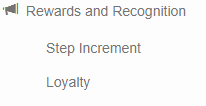 Rewards and Recognition
Step Increment
Loyalty